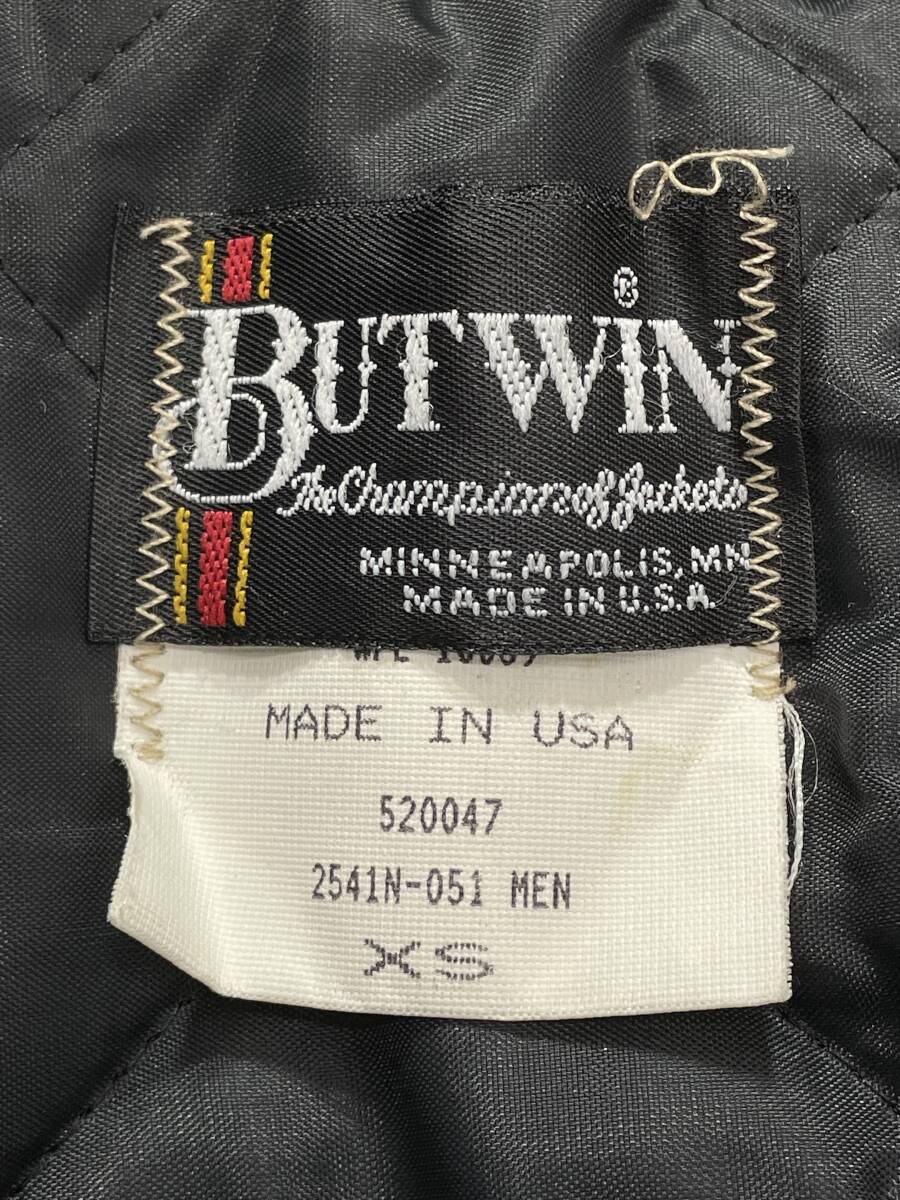 BUTWIN®
The Champion of Jackets
MINNEAPOLIS, MN
MADE IN U.S.A
MADE IN USA
520047
2541N-051 MEN
XS